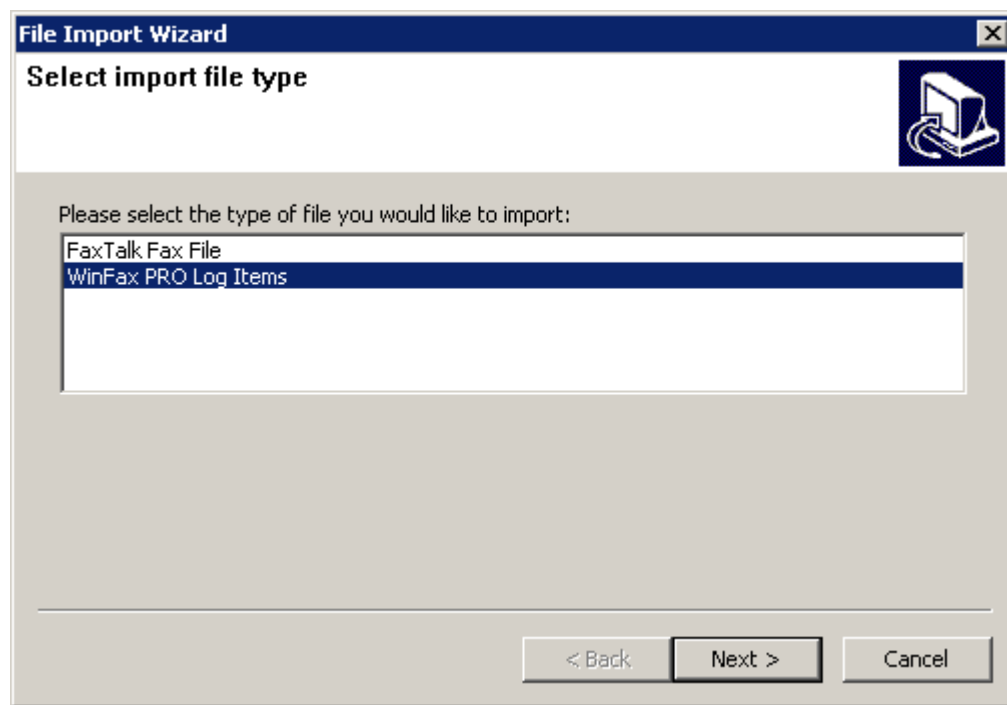 File Import Wizard
Select import file type
Please select the type of file you would like to import:
FaxTalk Fax File
WinFax PRO Log Items
< Back
Next >
Cancel